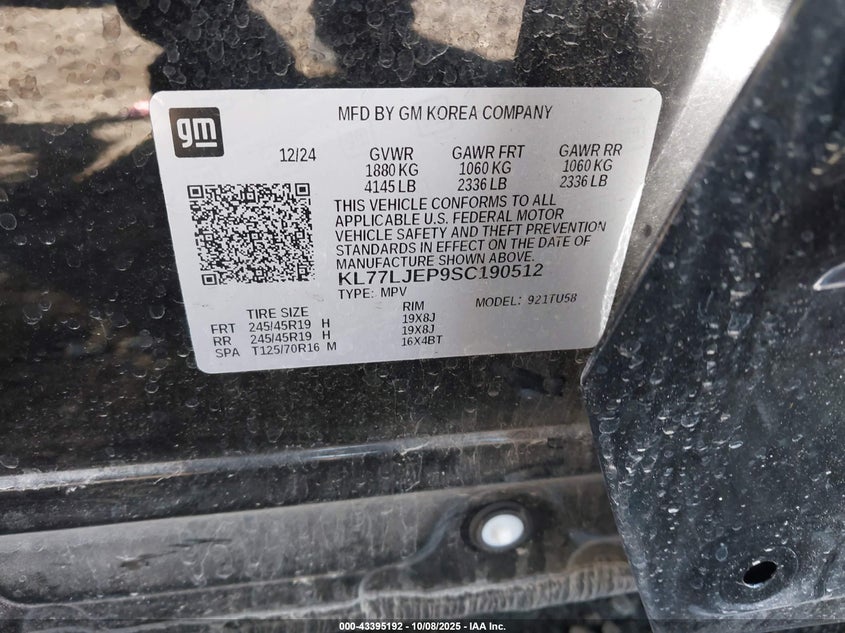 gm
MFD BY GM KOREA COMPANY
12/24 GVWR GAWR FRT GAWR RR
1880 KG 1060 KG 1060 KG
4145 LB 2336 LB 2336 LB
THIS VEHICLE CONFORMS TO ALL
APPLICABLE U.S. FEDERAL MOTOR
VEHICLE SAFETY AND THEFT PREVENTION
STANDARDS IN EFFECT ON THE DATE OF
MANUFACTURE SHOWN ABOVE.
KL77LJEP9SC190512
TYPE: MPV MODEL: 921TU58
TIRE SIZE RIM
FRT 245/45R19 H 19X8J
RR 245/45R19 H 19X8J
SPA T125/70R16 M 16X4BT
000-43395192 - 10/08/2025 - IAA Inc.